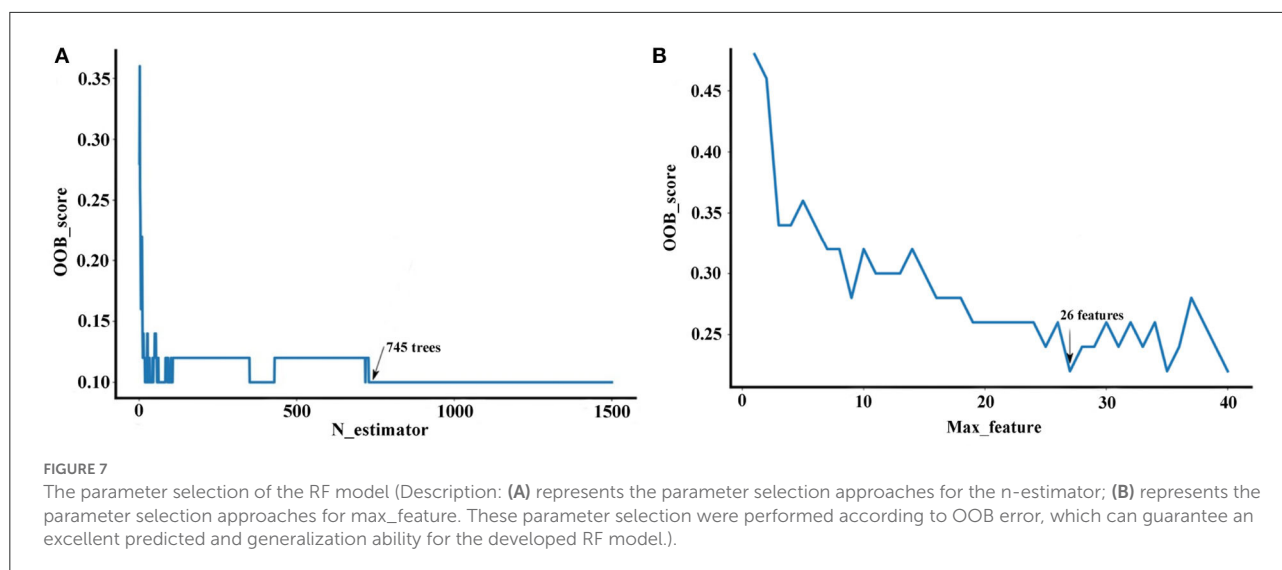 A
0.35
0.30
0.25
0.20
0.15
0.10
OOB_score
745 trees
0
500
1000
1500
N_estimator
B
0.45
0.40
0.35
0.30
0.25
OOB_score
26 features
0
10
20
30
40
Max_feature
FIGURE 7
The parameter selection of the RF model (Description: (A) represents the parameter selection approaches for the n-estimator; (B) represents the
parameter selection approaches for max_feature. These parameter selection were performed according to OOB error, which can guarantee an
excellent predicted and generalization ability for the developed RF model.).